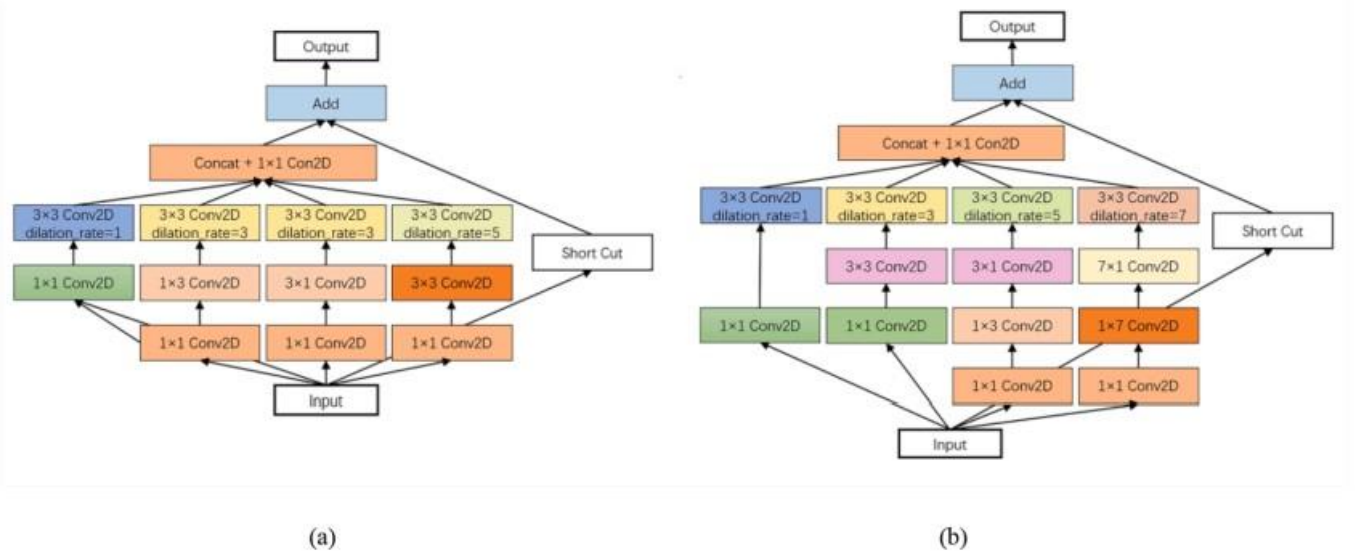 Output
Add
Concat + 1×1 Con2D
3×3 Conv2D
dilation_rate=1
3×3 Conv2D
dilation_rate=3
3×3 Conv2D
dilation_rate=3
3×3 Conv2D
dilation_rate=5
Short Cut
1×1 Conv2D
1×3 Conv2D
3×1 Conv2D
3×3 Conv2D
1×1 Conv2D
1×1 Conv2D
1×1 Conv2D
Input
(a)
Output
Add
Concat + 1×1 Con2D
3×3 Conv2D
dilation_rate=1
3×3 Conv2D
dilation_rate=3
3×3 Conv2D
dilation_rate=5
3×3 Conv2D
dilation_rate=7
Short Cut
3×3 Conv2D
3×1 Conv2D
7×1 Conv2D
1×1 Conv2D
1×1 Conv2D
1×3 Conv2D
1×7 Conv2D
1×1 Conv2D
1×1 Conv2D
Input
(b)